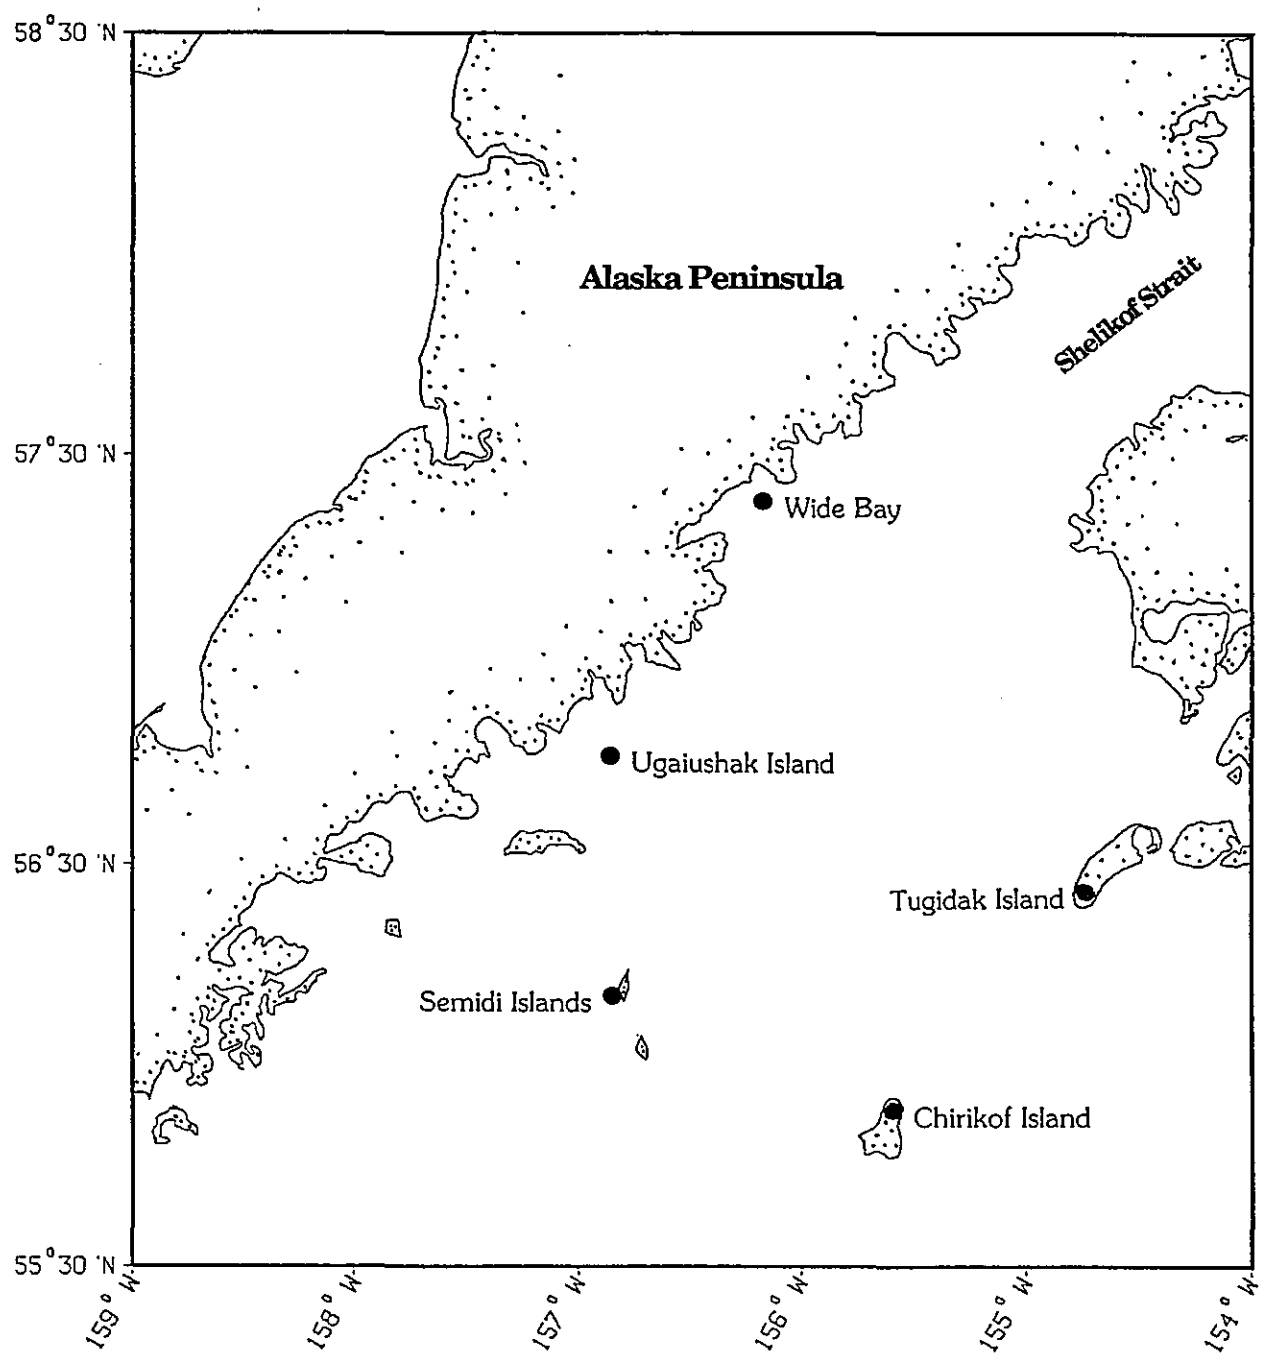 58°30 'N
Alaska Peninsula
Shelikof Strait
57°30 'N
Wide Bay
Ugaiushak Island
56°30 'N
Tugidak Island
Semidi Islands
Chirikof Island
55°30 'N
159° W
158° W
157° W
156° W
155° W
154° W